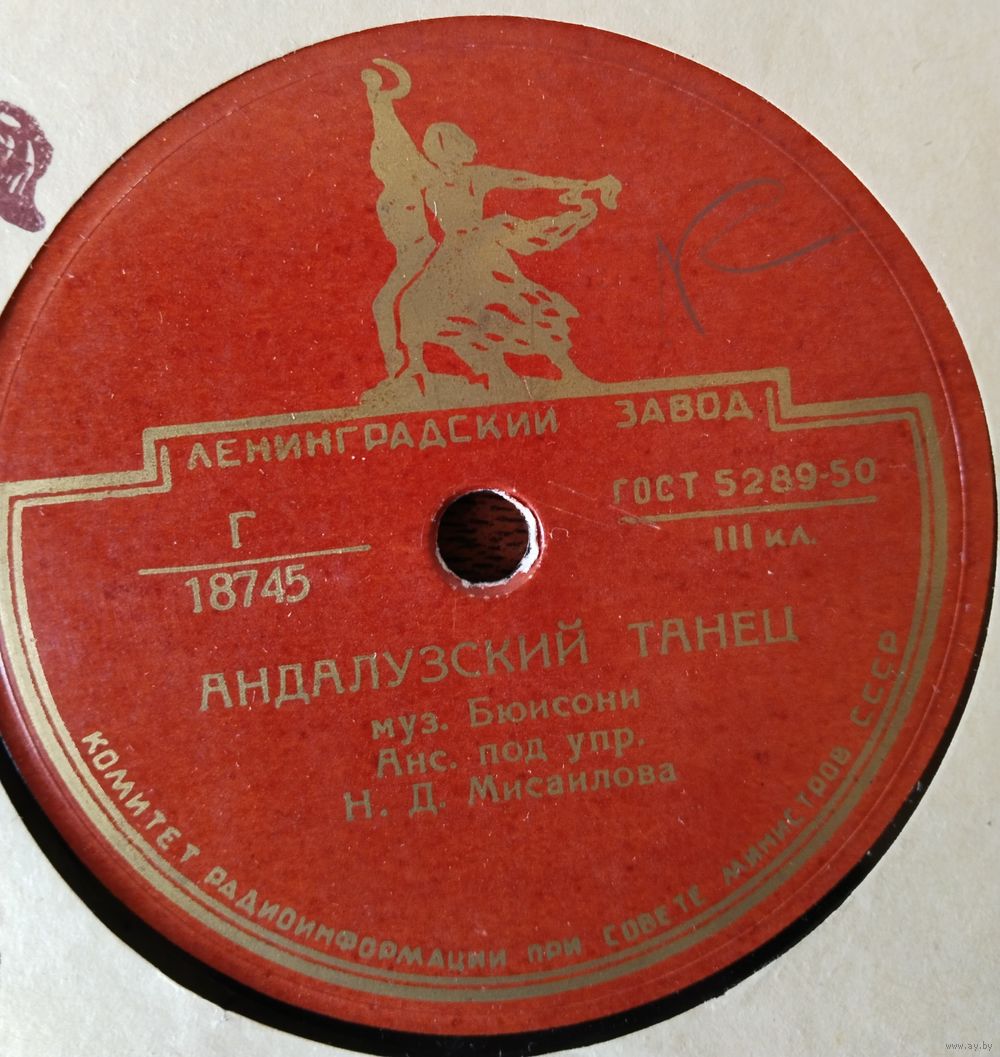 ЛЕНИНГРАДСКИЙ ЗАВОД
Г
18745
ГОСТ 5289-50
III кл.
АНДАЛУЗСКИЙ ТАНЕЦ
муз. Бюисони
Анс. под упр.
Н. Д. Мисаилова
КОМИТЕТ РАДИОИНФОРМАЦИИ ПРИ СОВЕТЕ МИНИСТРОВ СССР
www.ay.by